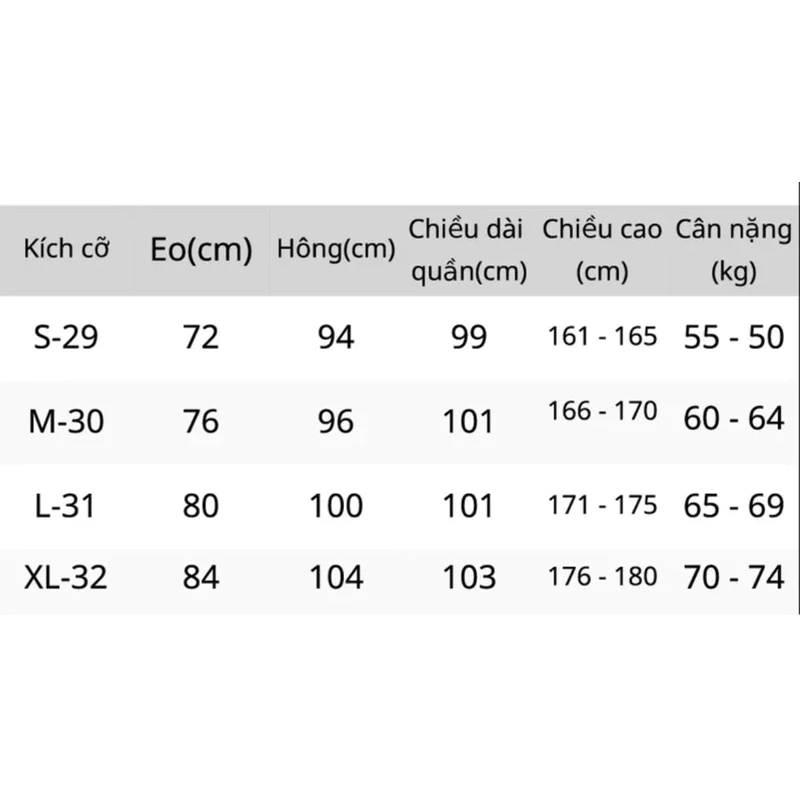 Kích cỡ Eo(cm) Hông(cm) Chiều dài quần(cm) Chiều cao (cm) Cân nặng (kg)
S-29 72 94 99 161 - 165 55 - 50
M-30 76 96 101 166 - 170 60 - 64
L-31 80 100 101 171 - 175 65 - 69
XL-32 84 104 103 176 - 180 70 - 74